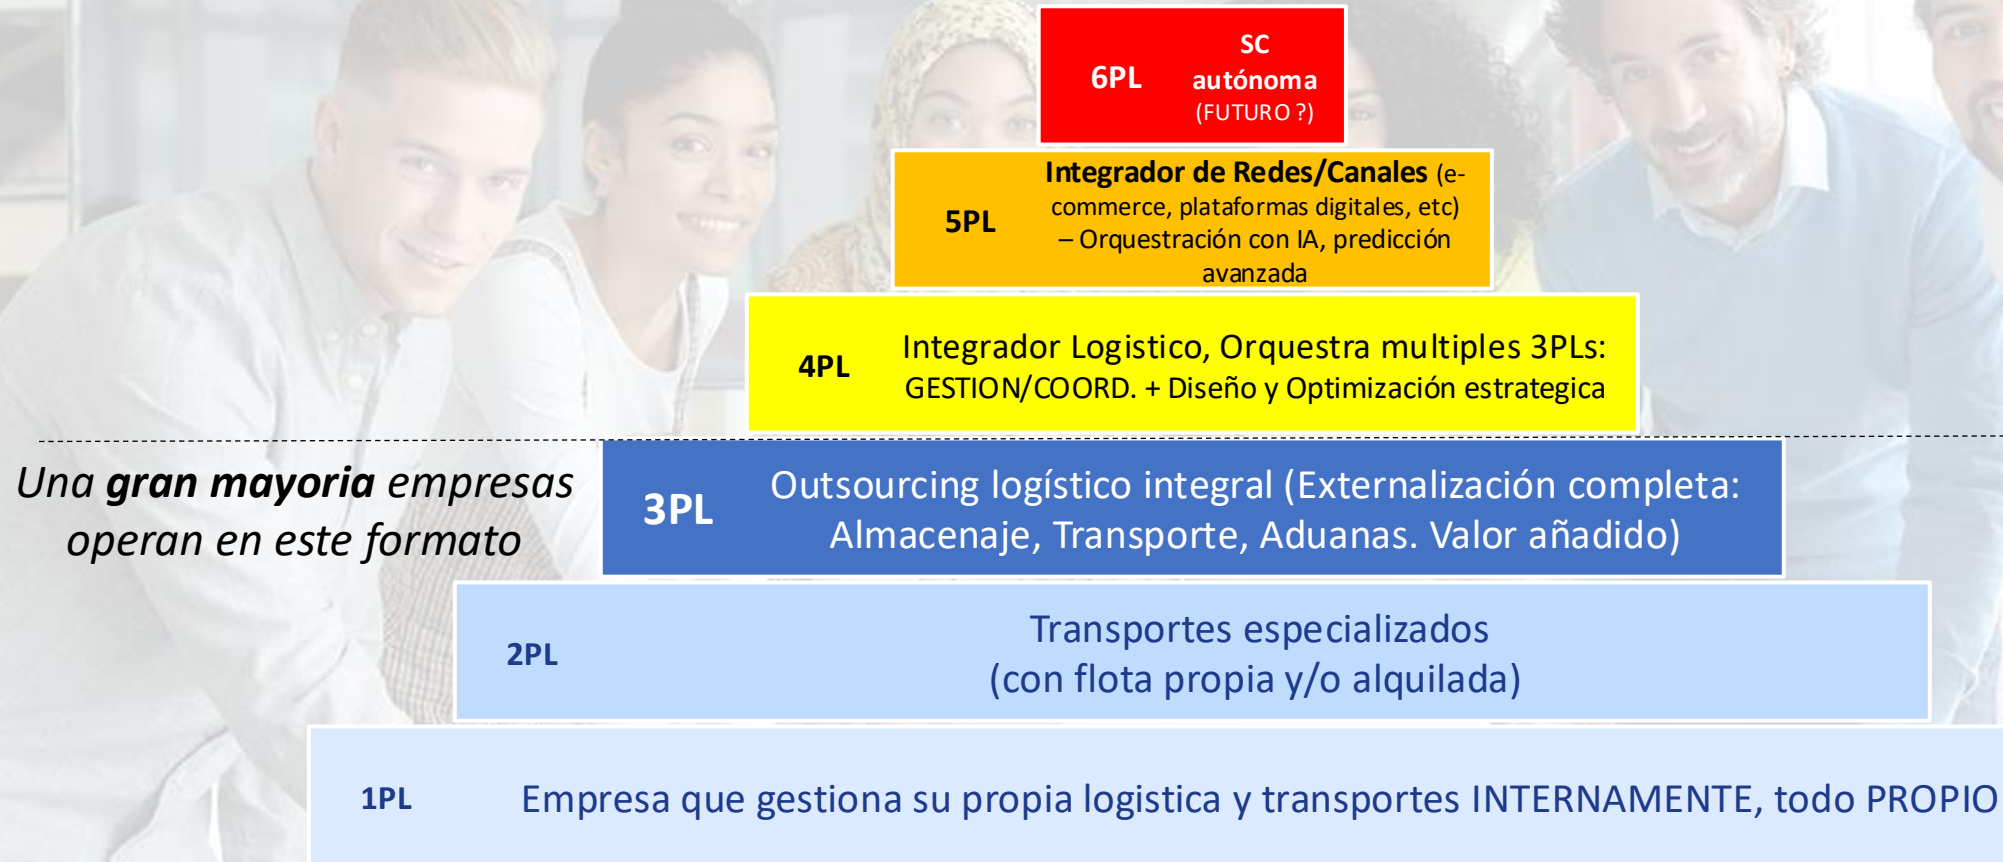 6PL
SC
autónoma
(FUTURO ?)
5PL
Integrador de Redes/Canales (e-
commerce, plataformas digitales, etc)
– Orquestración con IA, predicción
avanzada
4PL
Integrador Logistico, Orquestra multiples 3PLs:
GESTION/COORD. + Diseño y Optimización estrategica
Una gran mayoria empresas
operan en este formato
3PL
Outsourcing logístico integral (Externalización completa:
Almacenaje, Transporte, Aduanas. Valor añadido)
2PL
Transportes especializados
(con flota propia y/o alquilada)
1PL
Empresa que gestiona su propia logistica y transportes INTERNAMENTE, todo PROPIO